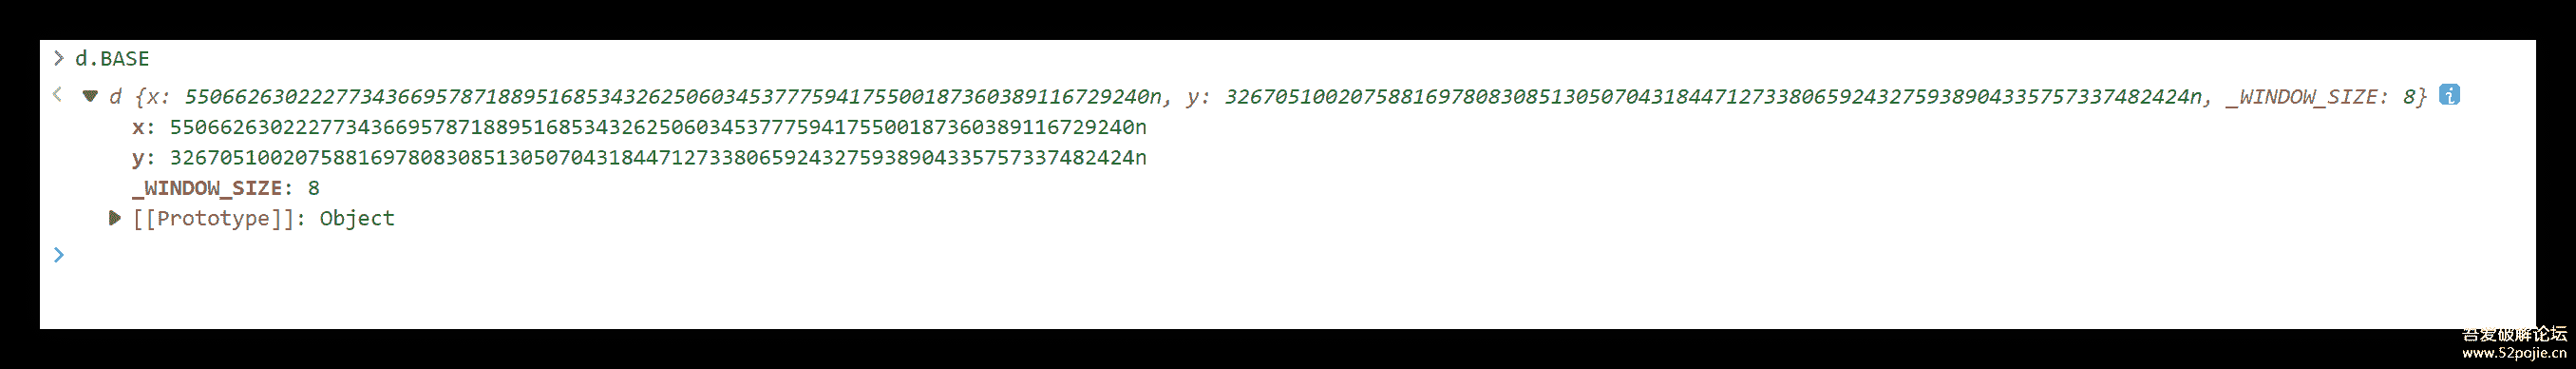 > d.BASE
< ▼ d {x: 55066263022277343669578718895168534326250603453777594175500187360389116729240n, y: 32670510020758816978083085130507043184471273380659243275938904335757337482424n, _WINDOW_SIZE: 8} i
x: 55066263022277343669578718895168534326250603453777594175500187360389116729240n
y: 32670510020758816978083085130507043184471273380659243275938904335757337482424n
_WINDOW_SIZE: 8
▶ [[Prototype]]: Object
>
吾爱破解论坛
www.52pojie.cn